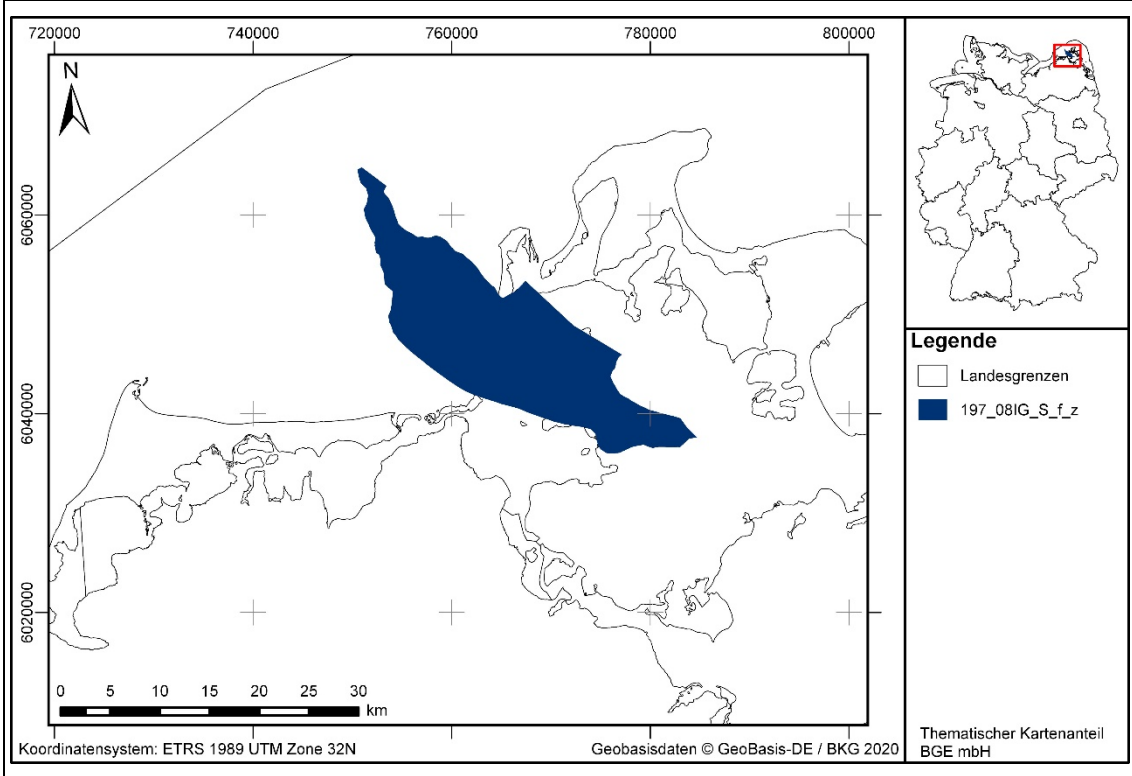 720000 740000 760000 780000 800000
N
6060000
6040000
6020000
0 5 10 15 20 25 30
km
Koordinatensystem: ETRS 1989 UTM Zone 32N
Geobasisdaten © GeoBasis-DE / BKG 2020
Legende
Landesgrenzen
197_08IG_S_f_z
Thematischer Kartenanteil
BGE mbH